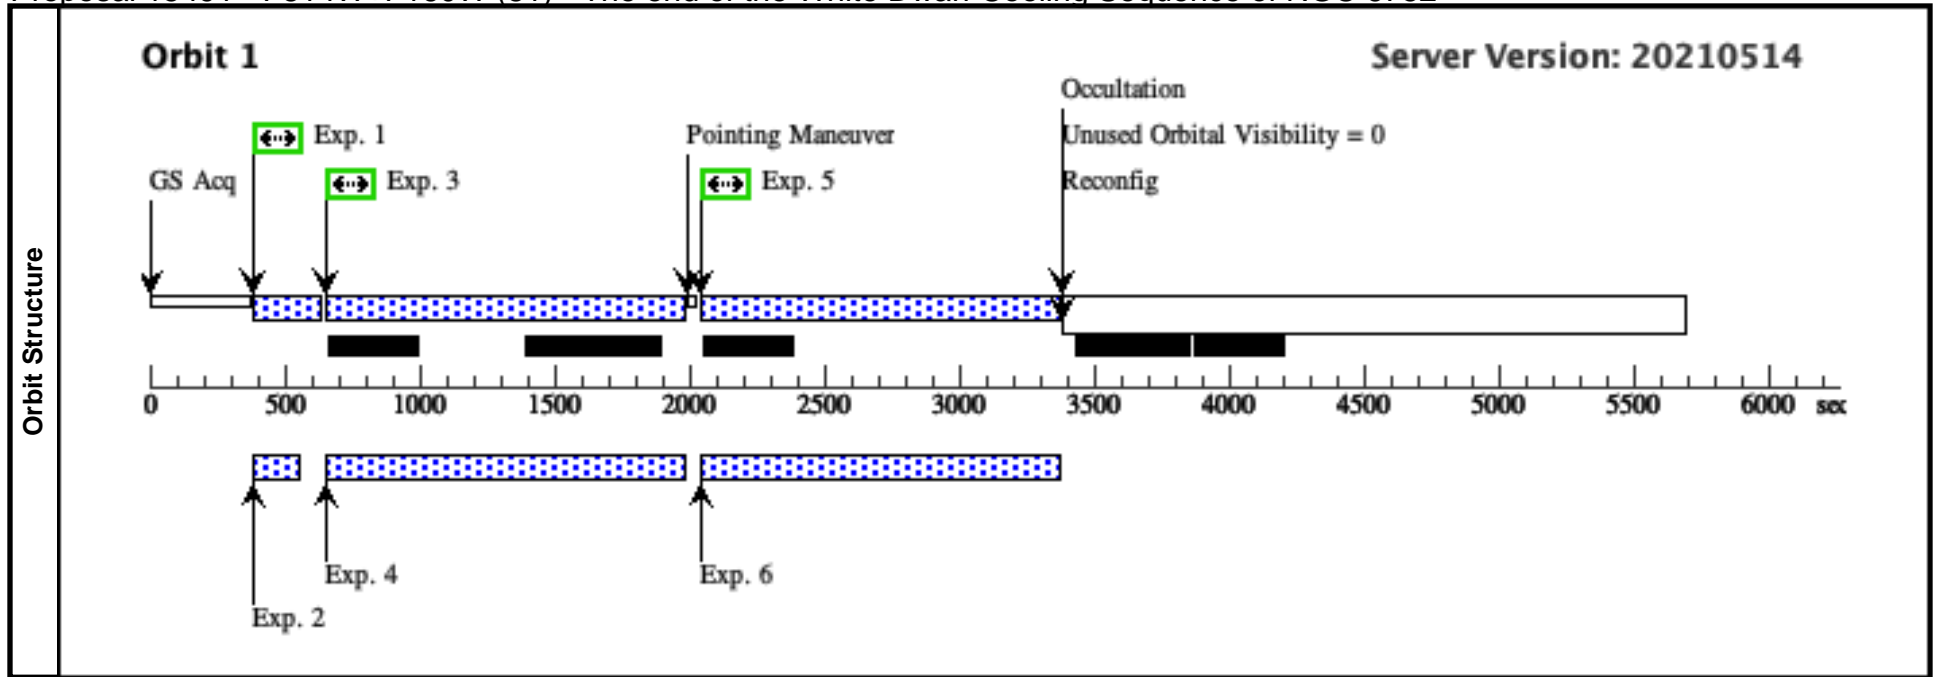 Orbit 1
Server Version: 20210514
Occultation
Exp. 1
Pointing Maneuver
Unused Orbital Visibility = 0
GS Acq
Exp. 3
Exp. 5
Reconfig
Orbit Structure
0 500 1000 1500 2000 2500 3000 3500 4000 4500 5000 5500 6000 sec
Exp. 4
Exp. 6
Exp. 2